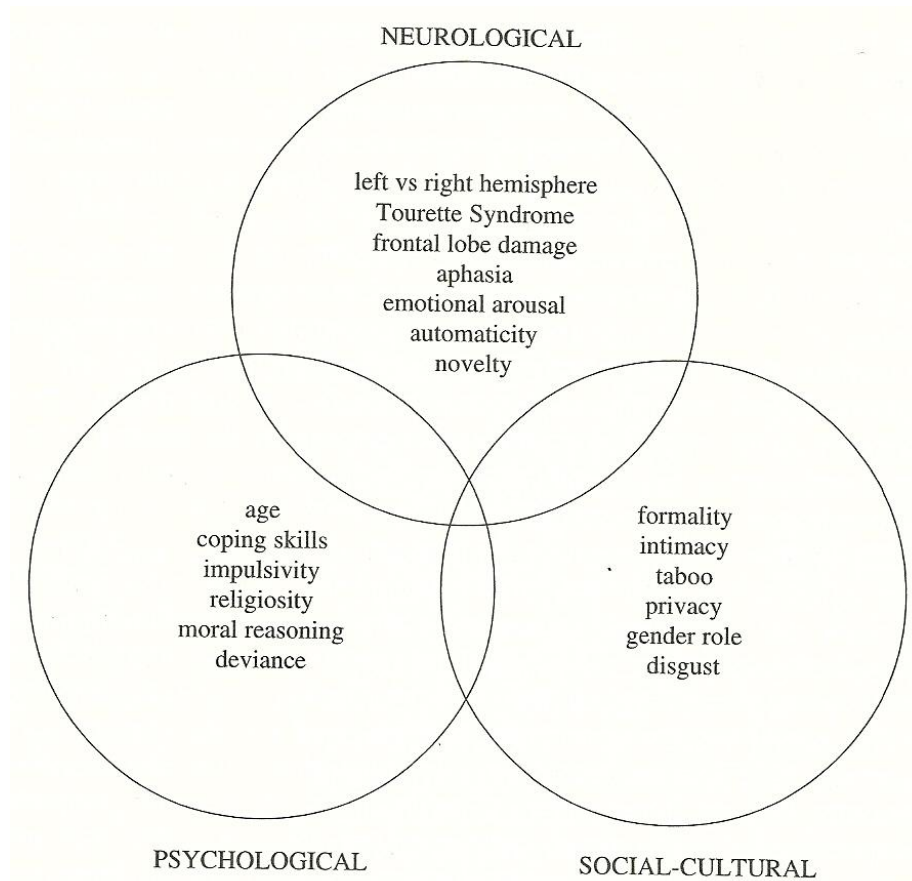 NEUROLOGICAL
left vs right hemisphere
Tourette Syndrome
frontal lobe damage
aphasia
emotional arousal
automaticity
novelty
age
coping skills
impulsivity
religiosity
moral reasoning
deviance
formality
intimacy
taboo
privacy
gender role
disgust
PSYCHOLOGICAL
SOCIAL-CULTURAL